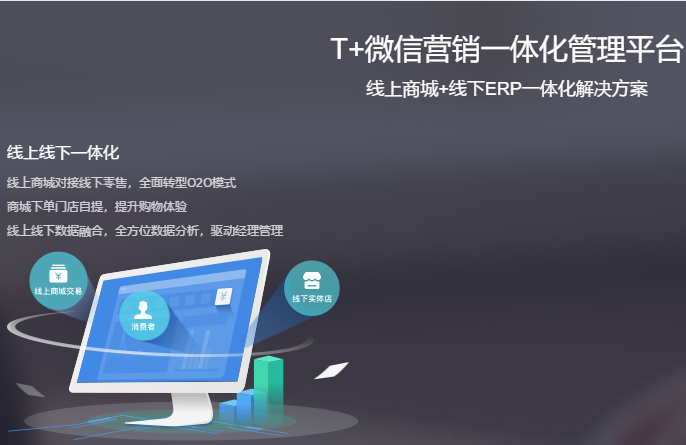 T+微信营销一体化管理平台
线上商城+线下ERP一体化解决方案
线上线下一体化
线上商城对接线下零售，全面转型O2O模式
商城下单门店自提，提升购物体验
线上线下数据融合，全方位数据分析，驱动经理管理
¥
线上商城交易
¥
消费者
线下实体店